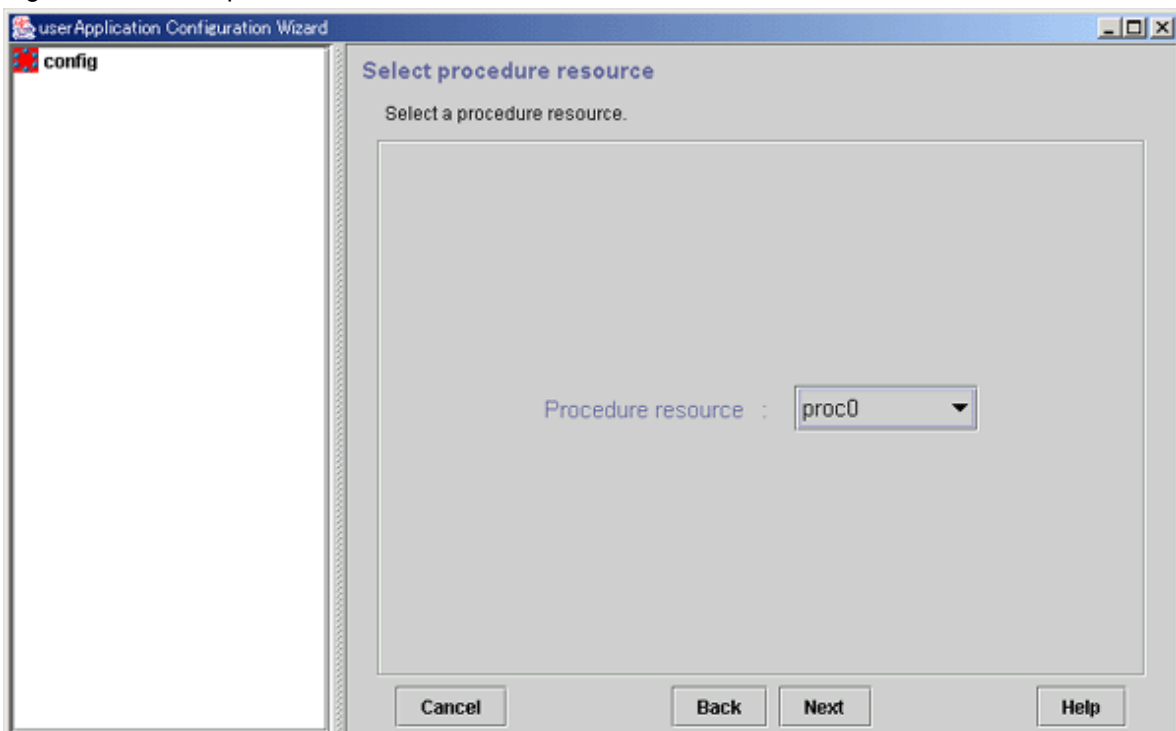 userApplication Configuration Wizard
config
Select procedure resource
Select a procedure resource.
Procedure resource :
proc0
Cancel
Back
Next
Help